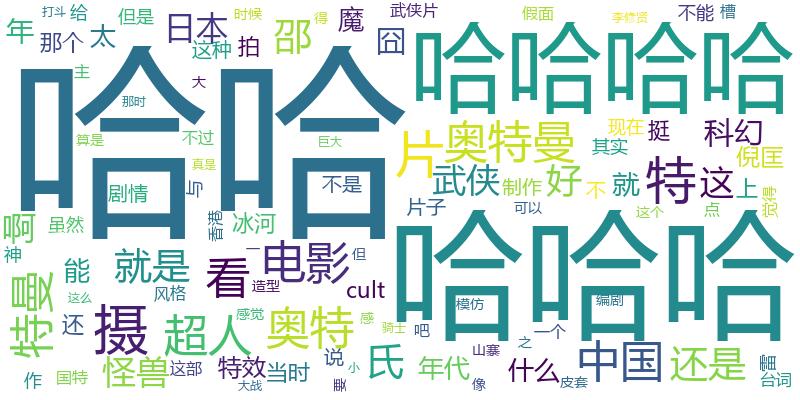 打斗 给 但是 时候 得 武侠片 假面 李修贤 不能 槽
年 那个 太 日本 这种 拍 邵 魔 囧
主 大
哈哈 哈哈哈哈
那时
算是 不过 巨大 片 奥特曼 现在 挺 科幻
真是 其实 倪匡
剧情 与 不是 武侠 制作 好 不 就 特 这 上
片子 可以 这个 点 觉得
啊 虽然 香港 冰河
哈哈哈
神 能 就是 看 电影 一 但
风格 造型 cult 模仿 编剧
特曼 这么
还 摄 超人 感觉 奥特 感 骑士 吧 一个
山寨 之
作 国特 怪兽 这部 特效 当时 说 氏 年代 什么 中国 还是 雷
大战 要 小 像 皮套 台词